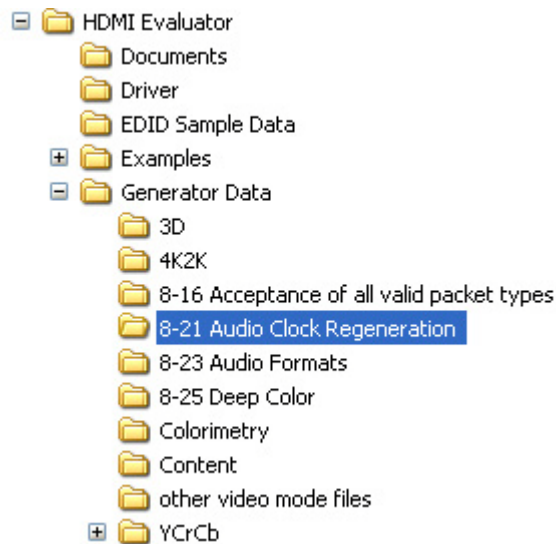 HDMI Evaluator
Documents
Driver
EDID Sample Data
Examples
Generator Data
3D
4K2K
8-16 Acceptance of all valid packet types
8-21 Audio Clock Regeneration
8-23 Audio Formats
8-25 Deep Color
Colorimetry
Content
other video mode files
YCrCb